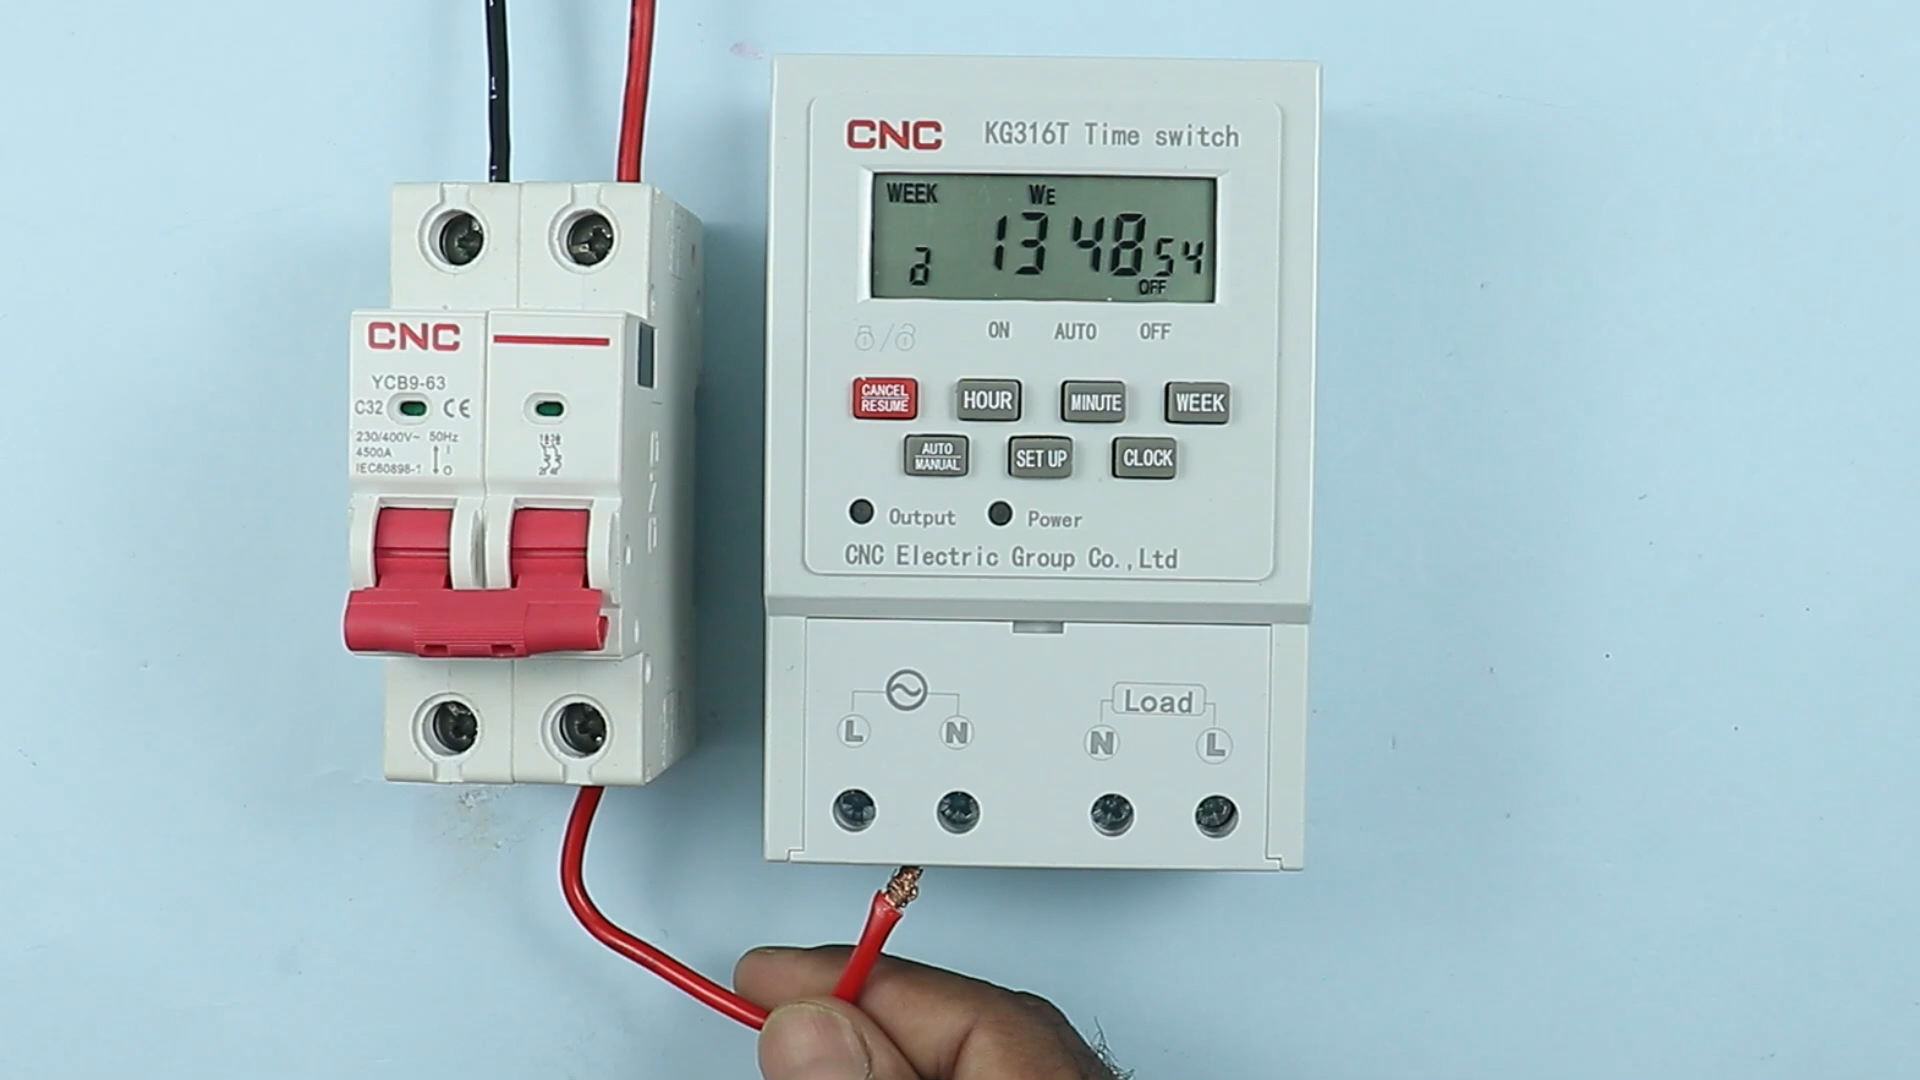 CNC
YCB9-63
C32 CE
230/400V~ 50Hz
4500A I
IEC60898-1 O
CNC KG316T Time switch
WEEK WE
d 13 48 54
OFF
ON AUTO OFF
CANCEL
RESUME
HOUR MINUTE WEEK
AUTO
MANUAL
SET UP CLOCK
Output Power
CNC Electric Group Co.,Ltd
L N Load
N L